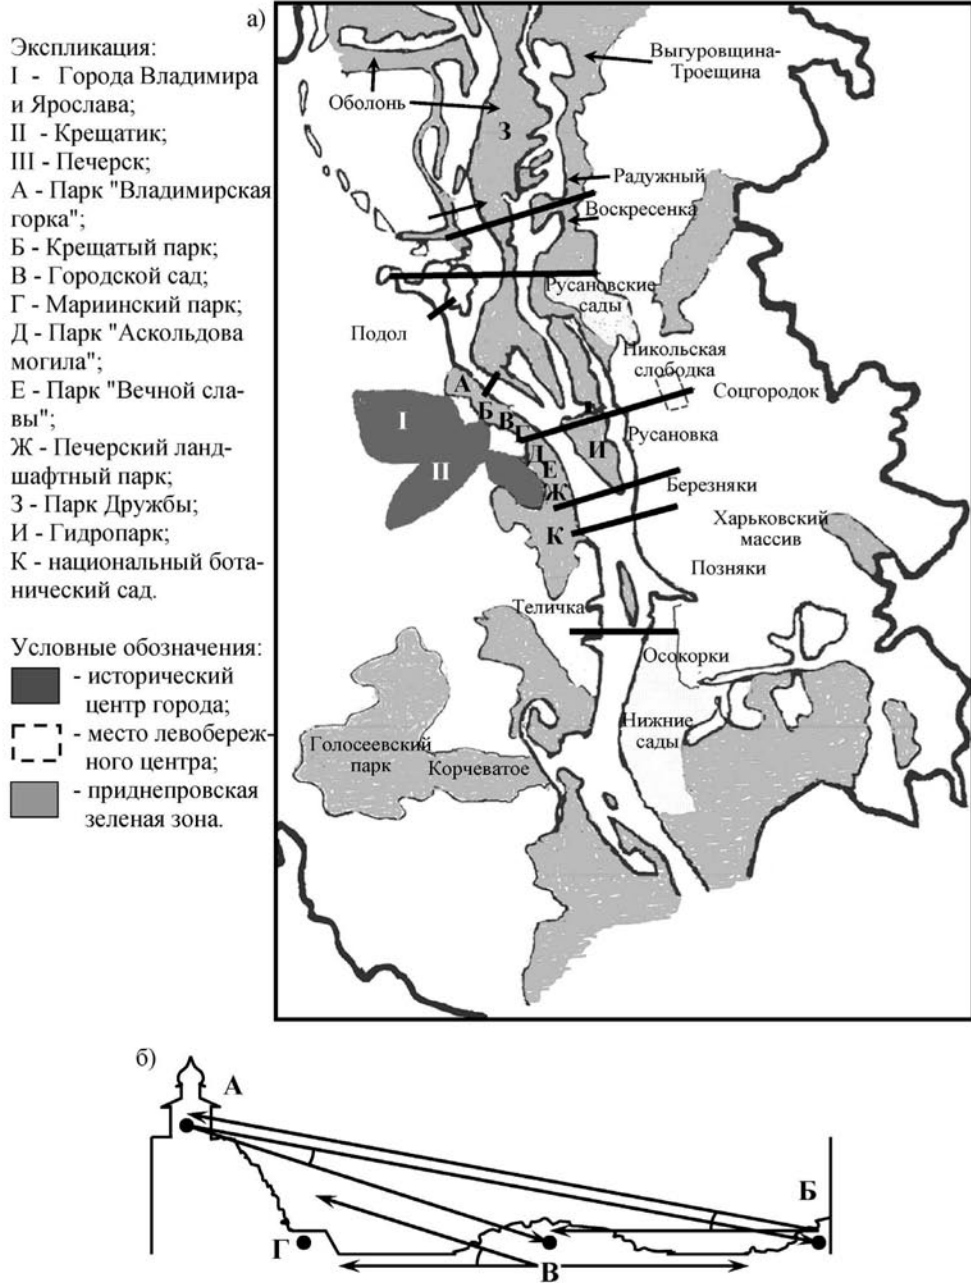 а)
Экспликация:
I - Города Владимира
и Ярослава;
II - Крещатик;
III - Печерск;
А - Парк "Владимирская
горка";
Б - Крещатый парк;
В - Городской сад;
Г - Мариинский парк;
Д - Парк "Аскольдова
могила";
Е - Парк "Вечной сла-
вы";
Ж - Печерский ланд-
шафтный парк;
З - Парк Дружбы;
И - Гидропарк;
К - национальный бота-
нический сад.
Условные обозначения:
- исторический
центр города;
- место левобереж-
ного центра;
- приднепровская
зеленая зона.
Выгуровщина-
Троещина
Оболонь
З
Радужный
Воскресенка
Русановские
сады
Подол
Никольская
слободка
Соцгородок
А
Б
В
Г
I
Русановка
И
Д
Е
II
Ж
Березняки
Харьковский
массив
К
Позняки
Теличка
Осокорки
Нижние
сады
Голосеевский
парк
Корчеватое
б)
А
Б
Г
В